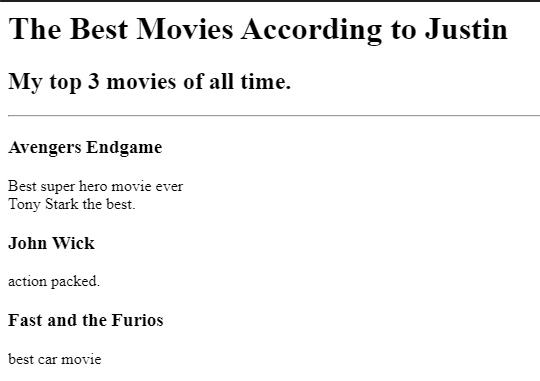 The Best Movies According to Justin
My top 3 movies of all time.
Avengers Endgame
Best super hero movie ever
Tony Stark the best.
John Wick
action packed.
Fast and the Furios
best car movie